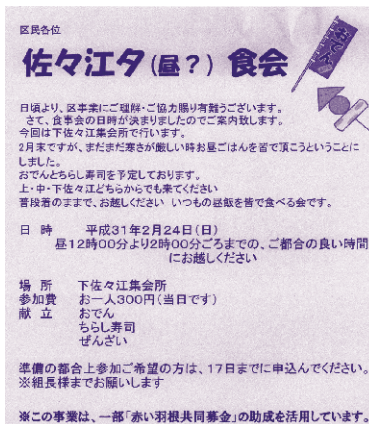 区民各位
佐々江夕(昼?)食会
おでん
日頃より、区事業にご理解・ご協力賜り有難うございます。
さて、食事会の日時が決まりましたのでご案内致します。
今回は下佐々江集会所で行います。
2月末ですが、まだまだ寒さが厳しい時お昼ごはんを皆で頂こうということに
しました。
おでんとちらし寿司を予定しております。
上・中・下佐々江どちらからでも来てください
普段着のままで、お越しください いつもの昼飯を皆で食べる会です。
日 時 平成31年2月24日(日)
昼12時00分より2時00分ごろまでの、ご都合の良い時間
にお越しください
場 所 下佐々江集会所
参加費 お一人300円(当日です)
献 立 おでん
ちらし寿司
ぜんざい
準備の都合上参加ご希望の方は、17日までに申込んでください。
※組長様までお願いします
※この事業は、一部「赤い羽根共同募金」の助成を活用しています。